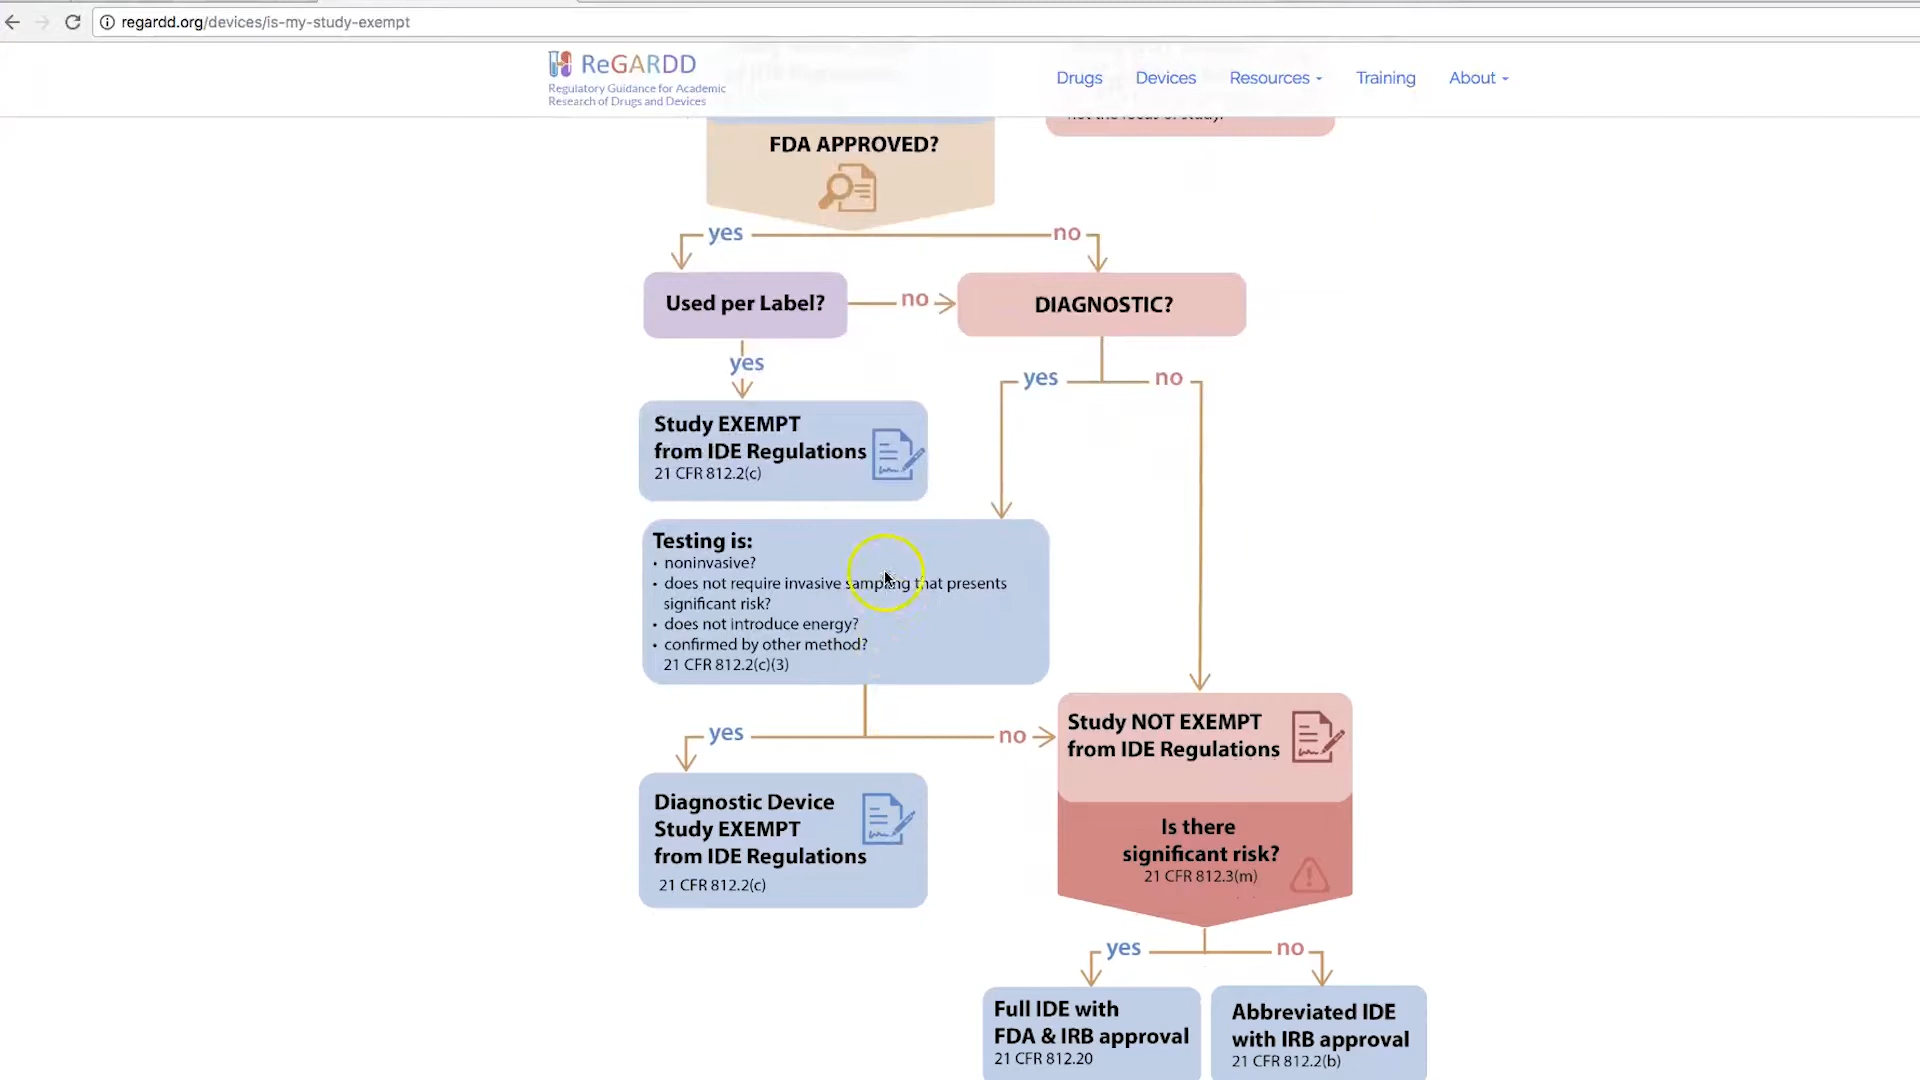 regardd.org/devices/is-my-study-exempt
ReGARDD
Regulatory Guidance for Academic
Research of Drugs and Devices
Drugs
Devices
Resources
Training
About
not the focus of study.
FDA APPROVED?
yes
no
Used per Label?
no
DIAGNOSTIC?
yes
yes
no
Study EXEMPT
from IDE Regulations
21 CFR 812.2(c)
Testing is:
• noninvasive?
• does not require invasive sampling that presents
significant risk?
• does not introduce energy?
• confirmed by other method?
21 CFR 812.2(c)(3)
yes
no
Study NOT EXEMPT
from IDE Regulations
Diagnostic Device
Study EXEMPT
from IDE Regulations
21 CFR 812.2(c)
Is there
significant risk?
21 CFR 812.3(m)
yes
no
Full IDE with
FDA & IRB approval
21 CFR 812.20
Abbreviated IDE
with IRB approval
21 CFR 812.2(b)